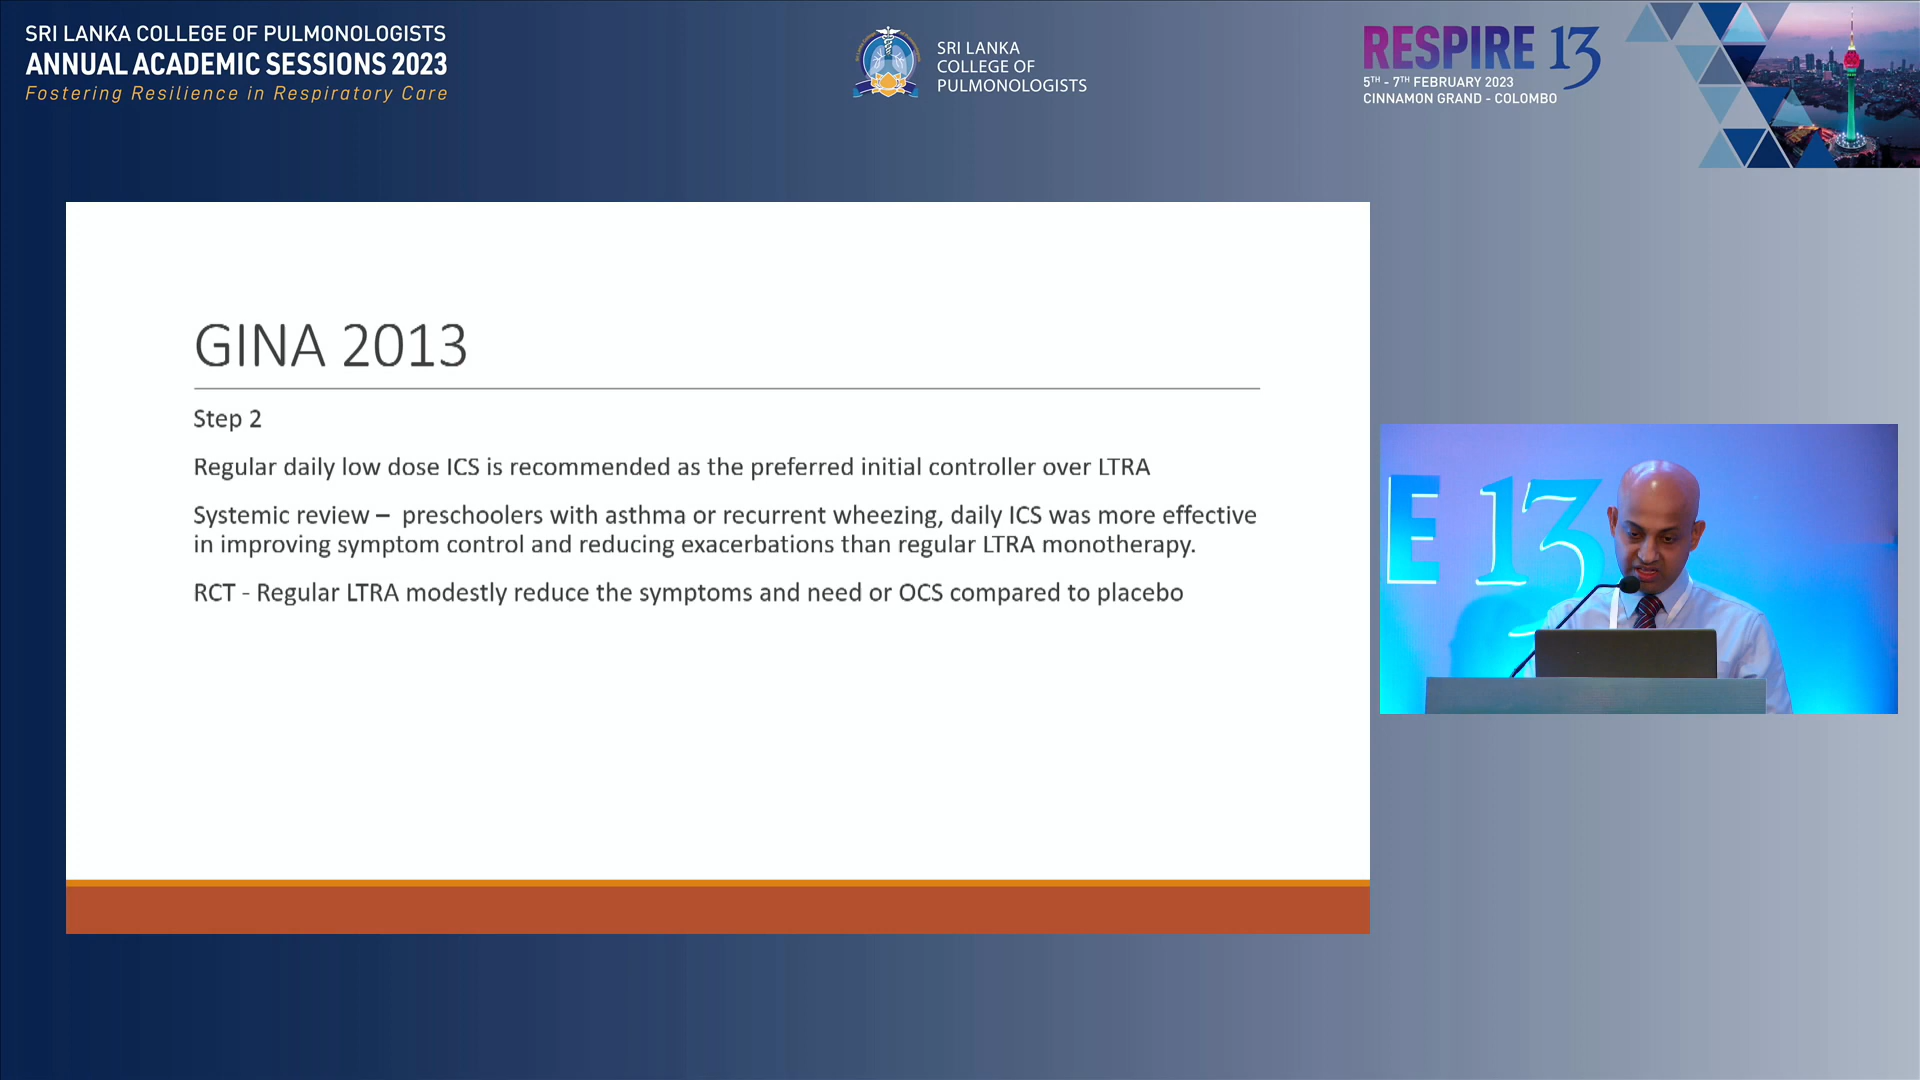 SRI LANKA COLLEGE OF PULMONOLOGISTS
ANNUAL ACADEMIC SESSIONS 2023
Fostering Resilience in Respiratory Care
SRI LANKA
COLLEGE OF
PULMONOLOGISTS
RESPIRE 13
5TH - 7TH FEBRUARY 2023
CINNAMON GRAND - COLOMBO
GINA 2013
Step 2
Regular daily low dose ICS is recommended as the preferred initial controller over LTRA
Systemic review – preschoolers with asthma or recurrent wheezing, daily ICS was more effective
in improving symptom control and reducing exacerbations than regular LTRA monotherapy.
RCT - Regular LTRA modestly reduce the symptoms and need or OCS compared to placebo
E 13